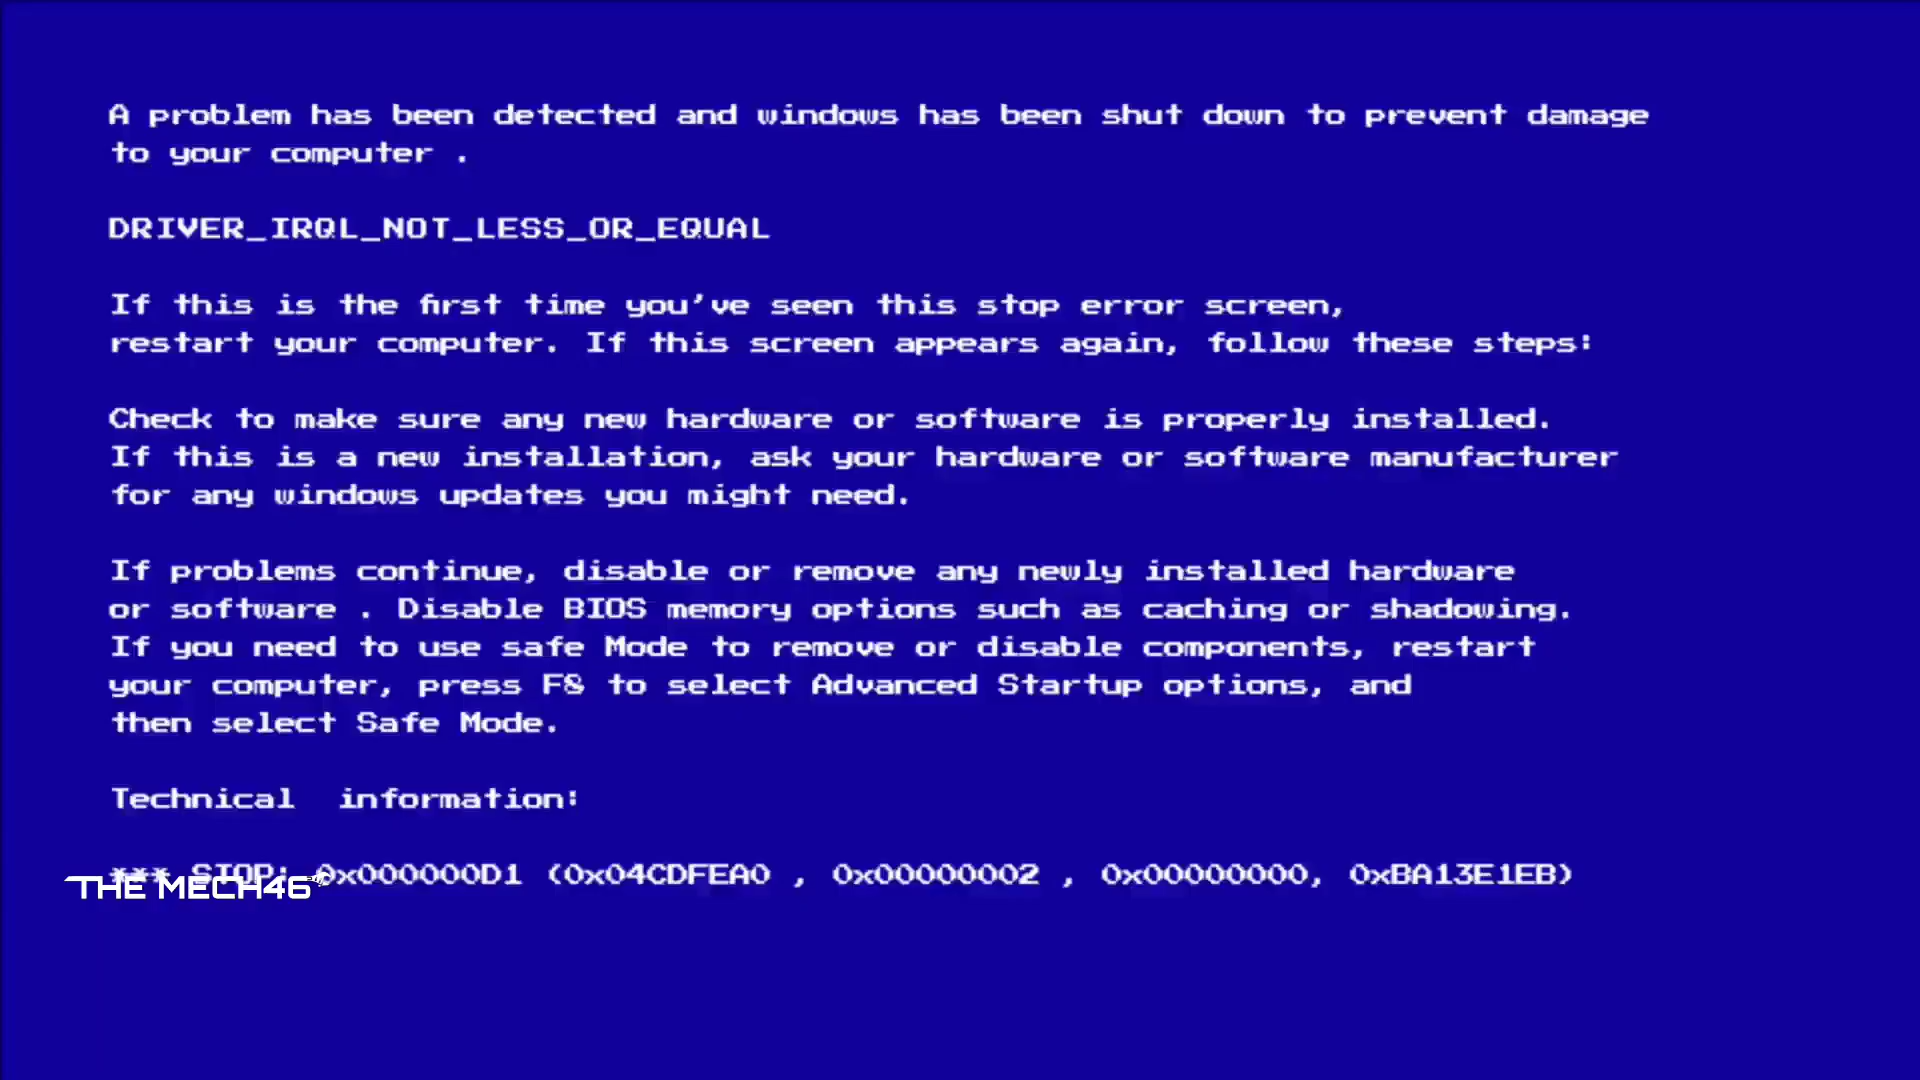 A problem has been detected and windows has been shut down to prevent damage
to your computer .
DRIVER_IRQL_NOT_LESS_OR_EQUAL
If this is the first time you've seen this stop error screen,
restart your computer. If this screen appears again, follow these steps:
Check to make sure any new hardware or software is properly installed.
If this is a new installation, ask your hardware or software manufacturer
for any windows updates you might need.
If problems continue, disable or remove any newly installed hardware
or software . Disable BIOS memory options such as caching or shadowing.
If you need to use safe Mode to remove or disable components, restart
your computer, press F& to select Advanced Startup options, and
then select Safe Mode.
Technical information:
*** STOP: 0x000000D1 (0x04CDFEA0 , 0x00000002 , 0x00000000, 0xBA13E1EB)
THE MECH46